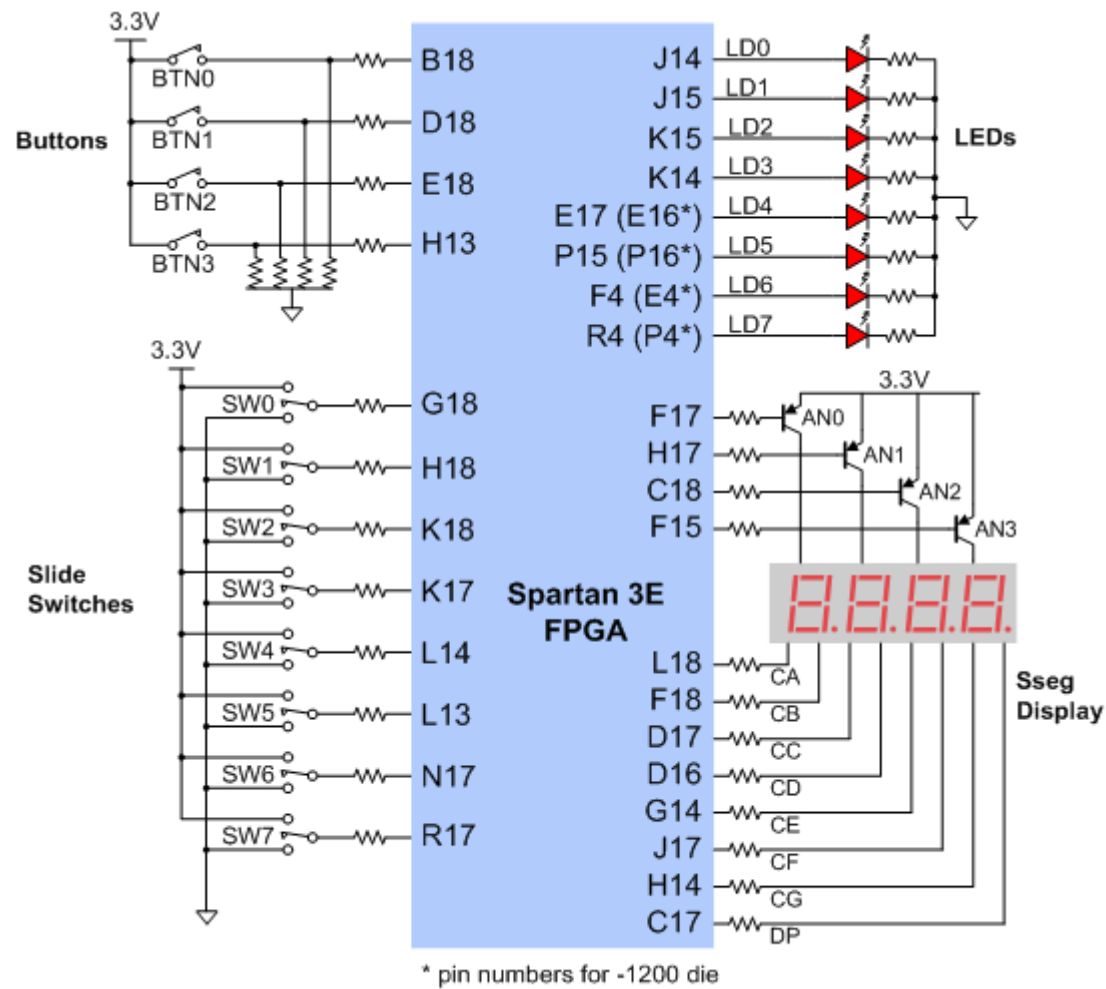 3.3V
BTN0
BTN1
BTN2
BTN3
Buttons
B18
D18
E18
H13
J14
J15
K15
K14
E17 (E16*)
P15 (P16*)
F4 (E4*)
R4 (P4*)
LD0
LD1
LD2
LD3
LD4
LD5
LD6
LD7
LEDs
3.3V
SW0
SW1
SW2
SW3
SW4
SW5
SW6
SW7
Slide
Switches
G18
H18
K18
K17
L14
L13
N17
R17
Spartan 3E
FPGA
3.3V
F17
H17
C18
F15
AN0
AN1
AN2
AN3
8.8.8.8.
L18
F18
D17
D16
G14
J17
H14
C17
CA
CB
CC
CD
CE
CF
CG
DP
Sseg
Display
* pin numbers for -1200 die